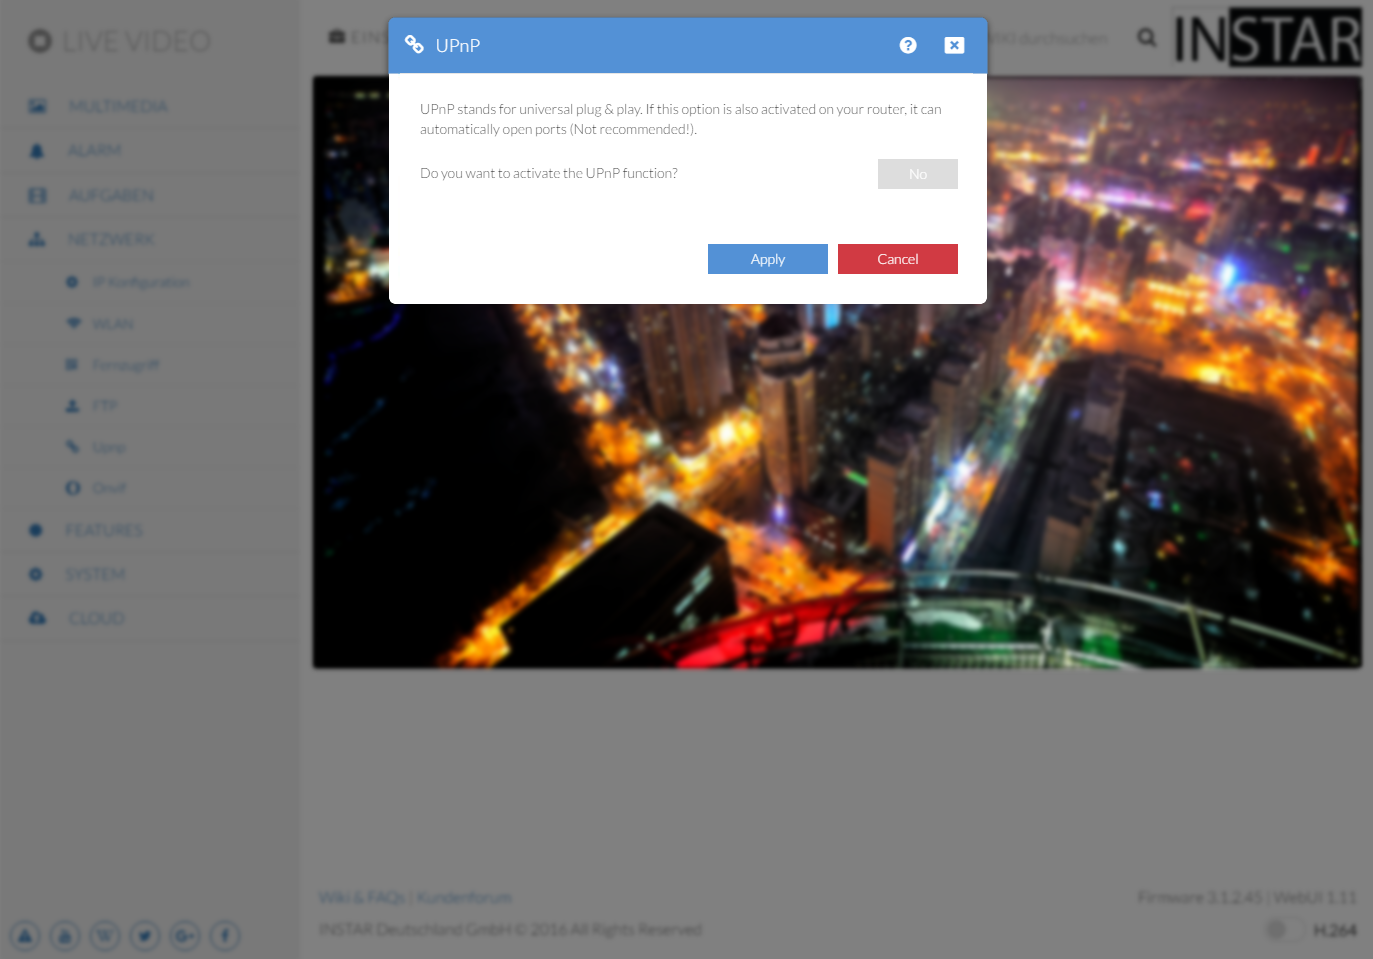 LIVE VIDEO
UPnP
durchsuchen
INSTAR
MULTIMEDIA
ALARM
AUFGABEN
NETZWERK
IP Konfiguration
WLAN
Fernzugriff
FTP
Upnp
Onvif
FEATURES
SYSTEM
CLOUD
UPnP stands for universal plug & play. If this option is also activated on your router, it can
automatically open ports (Not recommended!).
Do you want to activate the UPnP function?
No
Apply
Cancel
Wiki & FAQs | Kundenforum
Firmware 3.1.2.45 | WebUI 1.11
INSTAR Deutschland GmbH © 2016 All Rights Reserved
H.264